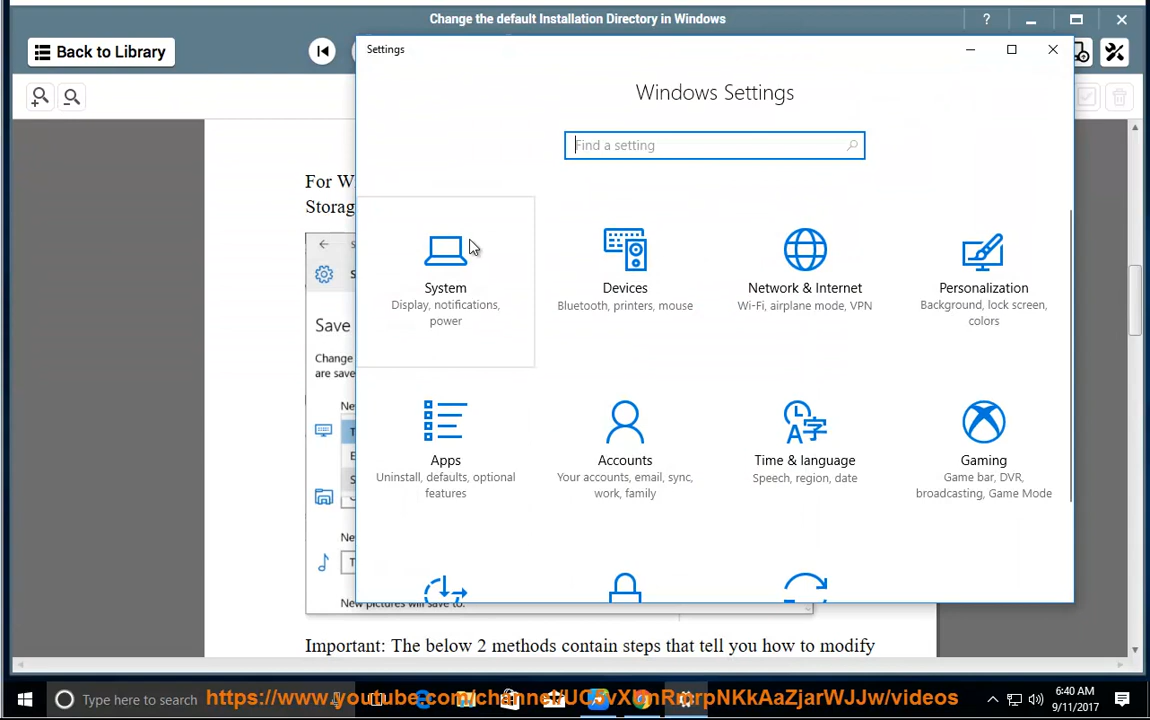 Change the default Installation Directory in Windows
Back to Library
Settings
Windows Settings
Find a setting
For W
Storag
System
Display, notifications,
power
Devices
Bluetooth, printers, mouse
Network & Internet
Wi-Fi, airplane mode, VPN
Personalization
Background, lock screen,
colors
Save
Change
are save
Ne
Apps
Uninstall, defaults, optional
features
Accounts
Your accounts, email, sync,
work, family
Time & language
Speech, region, date
Gaming
Game bar, DVR,
broadcasting, Game Mode
Ne
New pictures will save to:
Important: The below 2 methods contain steps that tell you how to modify
Type here to search
6:40 AM
9/11/2017